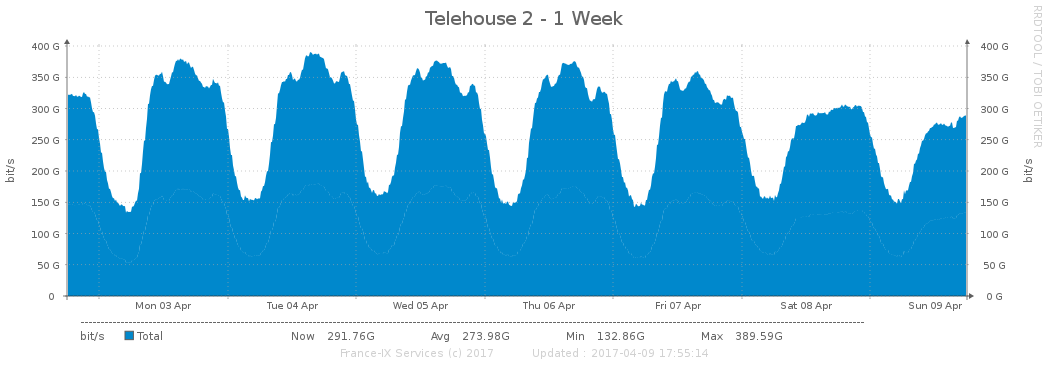 Telehouse 2 - 1 Week
RRDTOOL / TOBI OETIKER
400 G 400 G
350 G 350 G
300 G 300 G
250 G 250 G
200 G 200 G
150 G 150 G
100 G 100 G
50 G 50 G
0 0 G
bit/s bit/s
Mon 03 Apr Tue 04 Apr Wed 05 Apr Thu 06 Apr Fri 07 Apr Sat 08 Apr Sun 09 Apr
bit/s Total Now 291.76G Avg 273.98G Min 132.86G Max 389.59G
France-IX Services (c) 2017 Updated : 2017-04-09 17:55:14